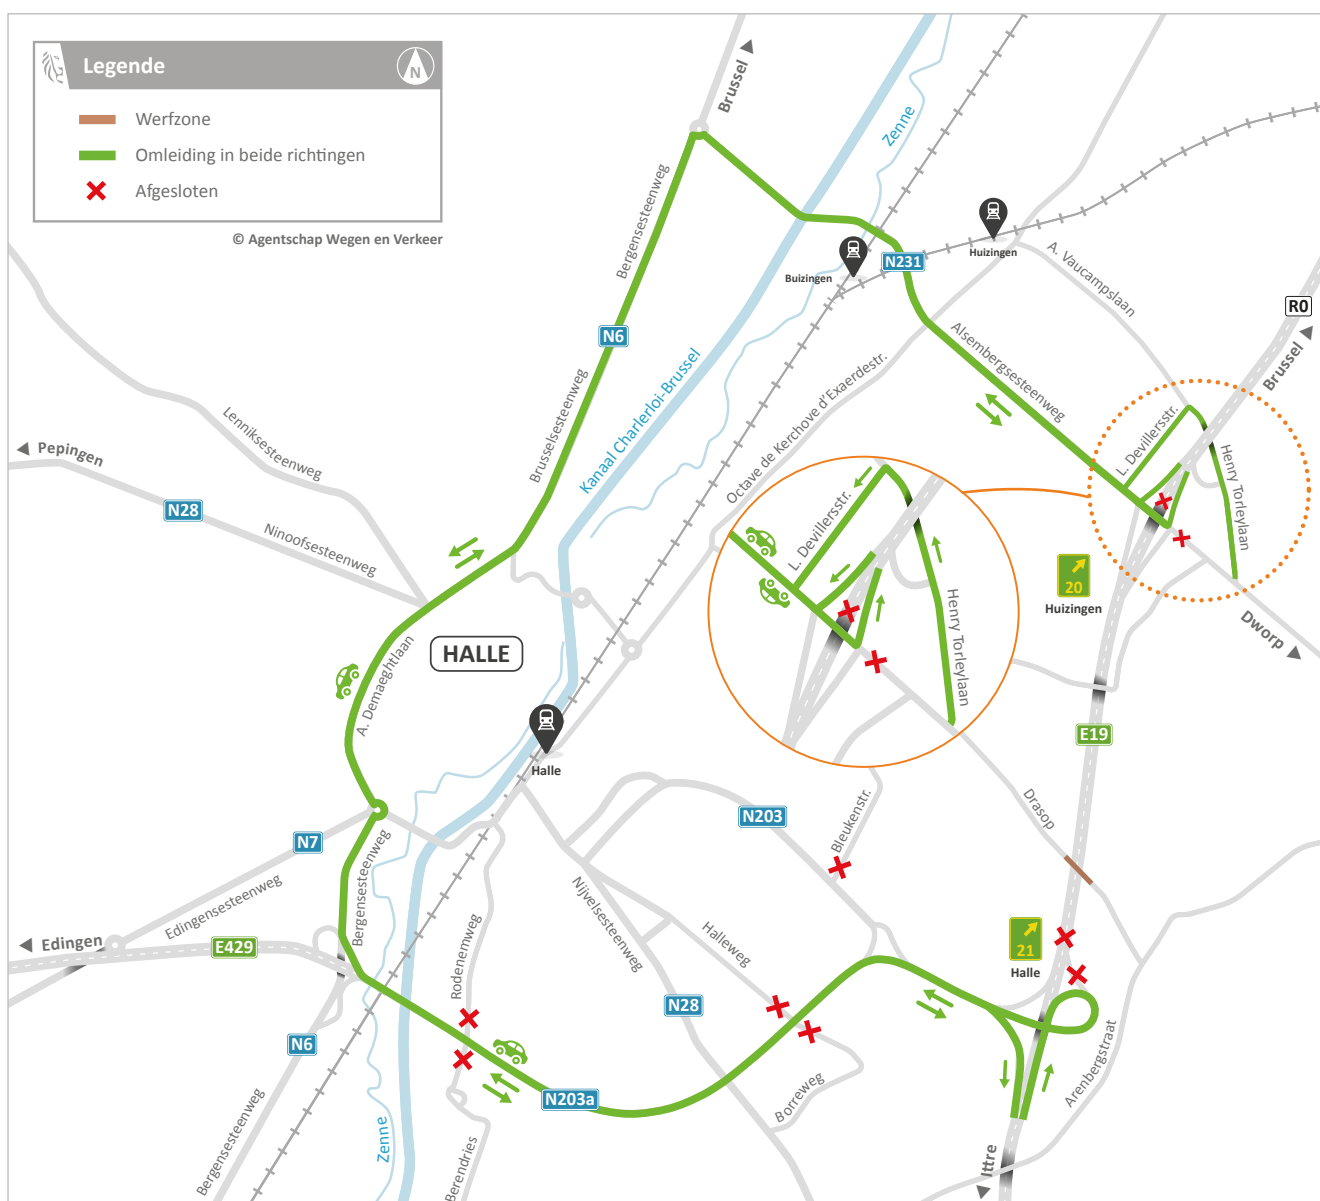 Legende
N
Werfzone
Omleiding in beide richtingen
Afgesloten
© Agentschap Wegen en Verkeer
Brussel
Zenne
Bergensesteenweg
Huizingen
Buizingen
N231
A. Vaucampslaan
R0
Brussel
N6
Alsembergsesteenweg
Kanaal Charlerloi-Brussel
Brusselsesteenweg
Octave de Kerchove d'Exaerdestr.
Lenniksesteenweg
Pepingen
N28
Ninoofsesteenweg
L. Devillersstr.
Henry Torleylaan
L. Devillersstr.
Henry Torleylaan
20
Huizingen
Dworp
HALLE
A. Demaeghtlaan
Halle
E19
N203
Drasop
Bleukenstr.
N7
Bergensesteenweg
Edingensesteenweg
Edingen
E429
Nijvelsesteenweg
Halleweg
Rodenemweg
21
Halle
N28
N6
N203a
Borreweg
Arenbergstraat
Bergensesteenweg
Zenne
Berendries
Ittre